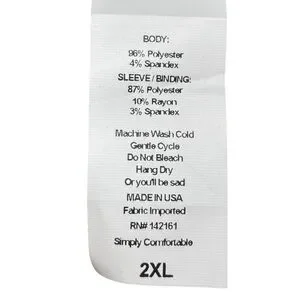 BODY:
96% Polyester
4% Spandex
SLEEVE / BINDING:
87% Polyester
10% Rayon
3% Spandex
Machine Wash Cold
Gentle Cycle
Do Not Bleach
Hang Dry
Or you'll be sad
MADE IN USA
Fabric Imported
RN# 142161
Simply Comfortable
2XL